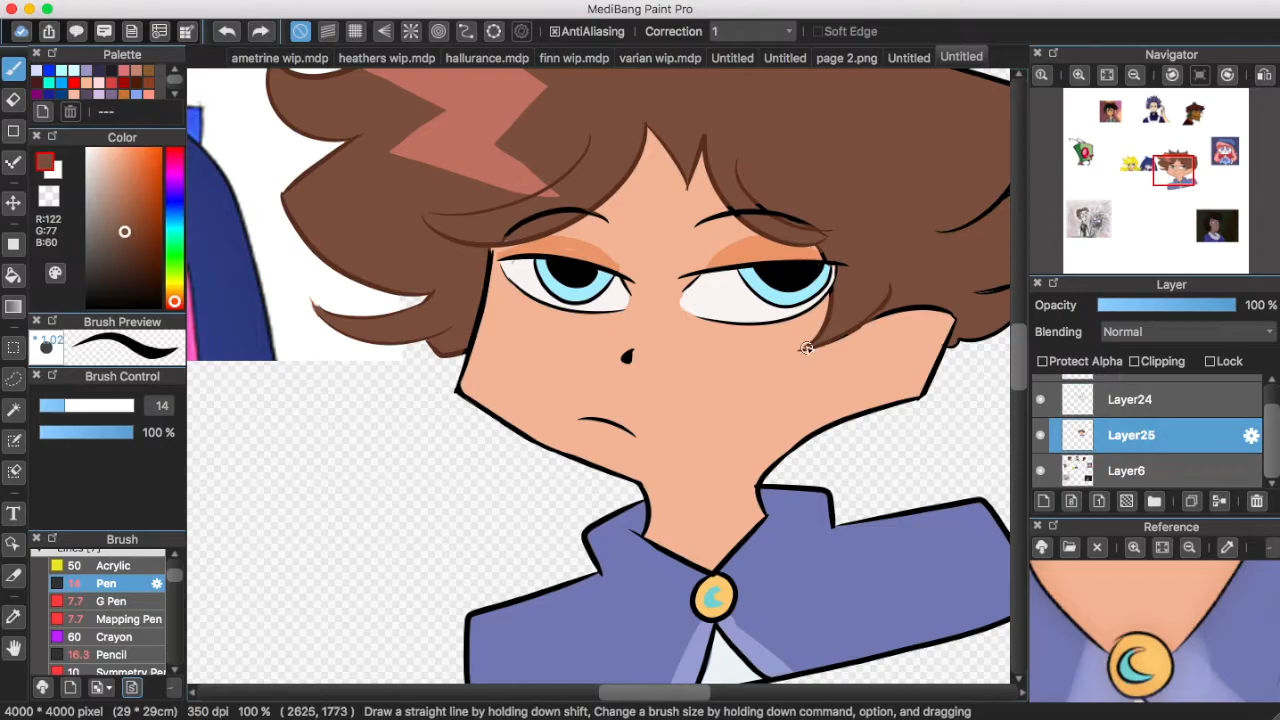 MediBang Paint Pro
AntiAliasing Correction 1 Soft Edge
Palette
ametrine wip.mdp heathers wip.mdp hallurance.mdp finn wip.mdp varian wip.mdp Untitled Untitled page 2.png Untitled Untitled
Navigator
---
Color
R:122
G:77
B:60
Brush Preview
* 1.02
Brush Control
14
100 %
Brush
50 Acrylic
14 Pen
7.7 G Pen
7.7 Mapping Pen
60 Crayon
16.3 Pencil
10 Symmetry Pen
Layer
Opacity 100 %
Blending Normal
Protect Alpha Clipping Lock
Layer24
Layer25
Layer6
Reference
4000 * 4000 pixel (29 * 29cm) 350 dpi 100 % ( 2625, 1773 ) Draw a straight line by holding down shift, Change a brush size by holding down command, option, and dragging